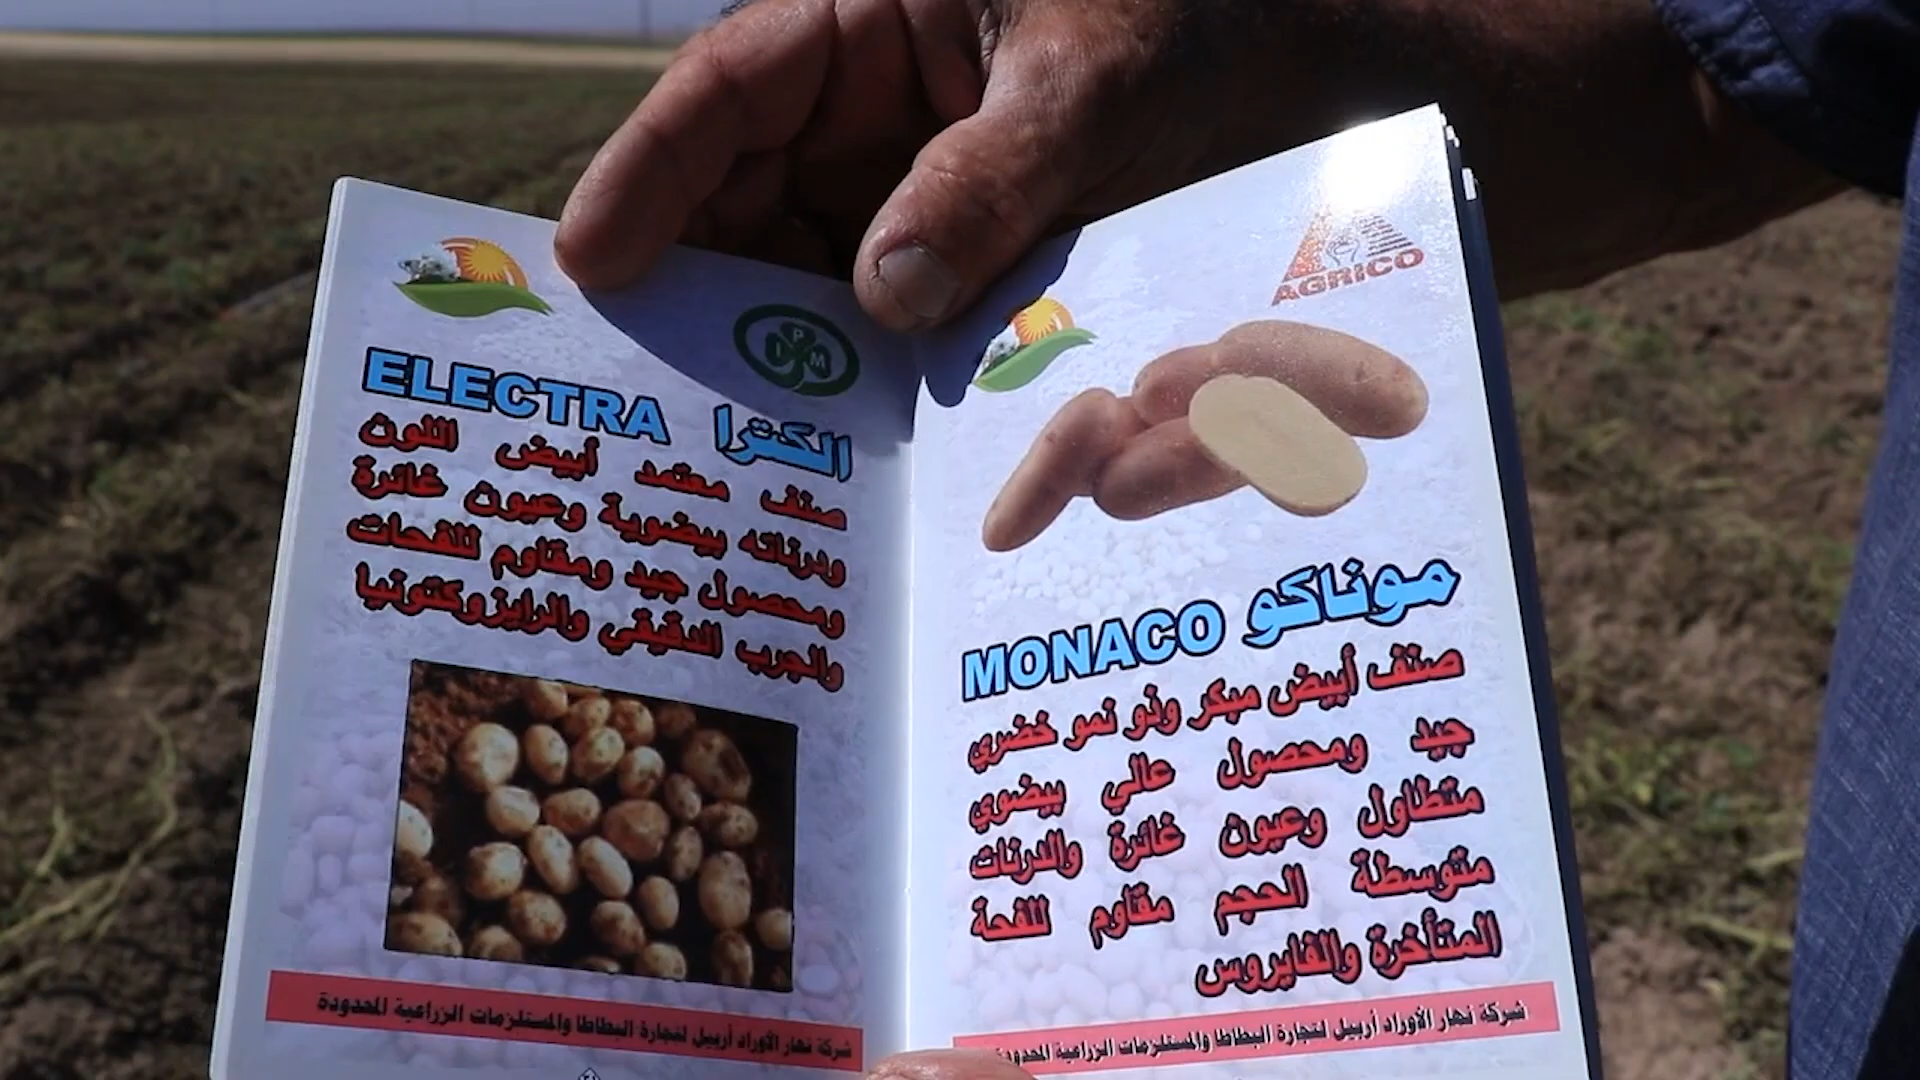 IPM
ELECTRA الكترا
صنف معتمد أبيض اللون
ودرناته بيضوية وعيون غائرة
ومحصول جيد ومقاوم للفحات
والجرب الدقيقي والرايزوكتونيا
شركة نهار الأوراد أربيل لتجارة البطاطا والمستلزمات الزراعية المحدودة
AGRICO
MONACO موناكو
صنف أبيض مبكر وذو نمو خضري
جيد ومحصول عالي بيضوي
متطاول وعيون غائرة والدرنات
متوسطة الحجم مقاوم للفحة
المتأخرة والفايروس
شركة نهار الأوراد أربيل لتجارة البطاطا والمستلزمات الزراعية المحدودة